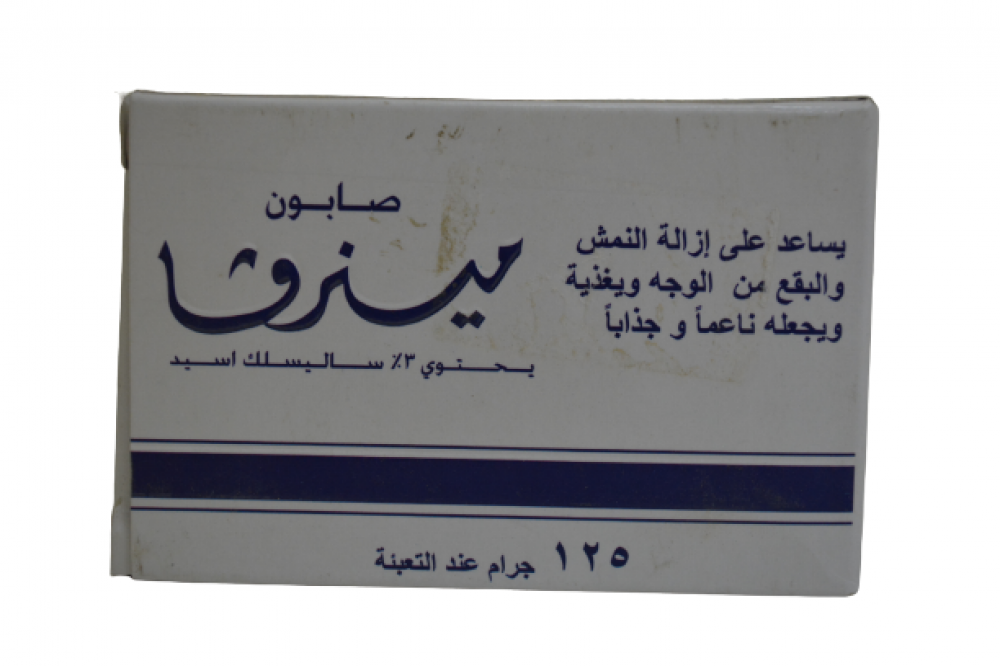 صابون
مينرڤا
يحتوي ٣٪ ساليسلك اسيد
يساعد على إزالة النمش
والبقع من الوجه ويغذية
ويجعله ناعماً و جذاباً
١٢٥ جرام عند التعبئة